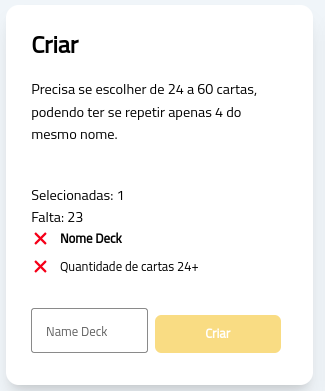 Criar
Precisa se escolher de 24 a 60 cartas,
podendo ter se repetir apenas 4 do
mesmo nome.
Selecionadas: 1
Falta: 23
Nome Deck
Quantidade de cartas 24+
Nome Deck
Criar